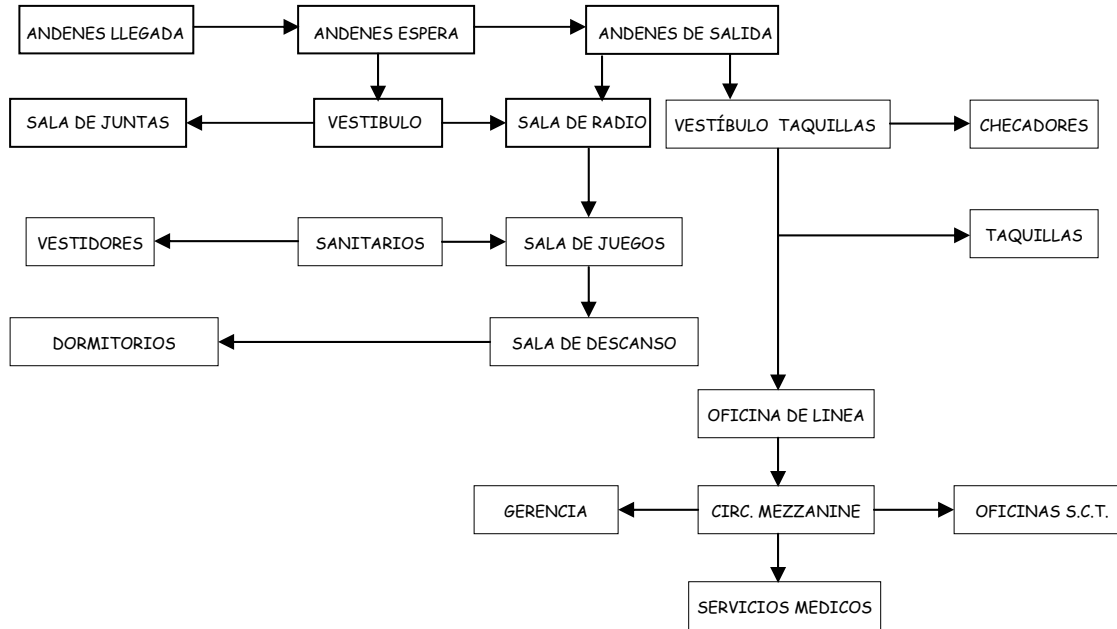 ANDENES LLEGADA
ANDENES ESPERA
ANDENES DE SALIDA
SALA DE JUNTAS
VESTIBULO
SALA DE RADIO
VESTÍBULO TAQUILLAS
CHECADORES
VESTIDORES
SANITARIOS
SALA DE JUEGOS
TAQUILLAS
DORMITORIOS
SALA DE DESCANSO
OFICINA DE LINEA
GERENCIA
CIRC. MEZZANINE
OFICINAS S.C.T.
SERVICIOS MEDICOS